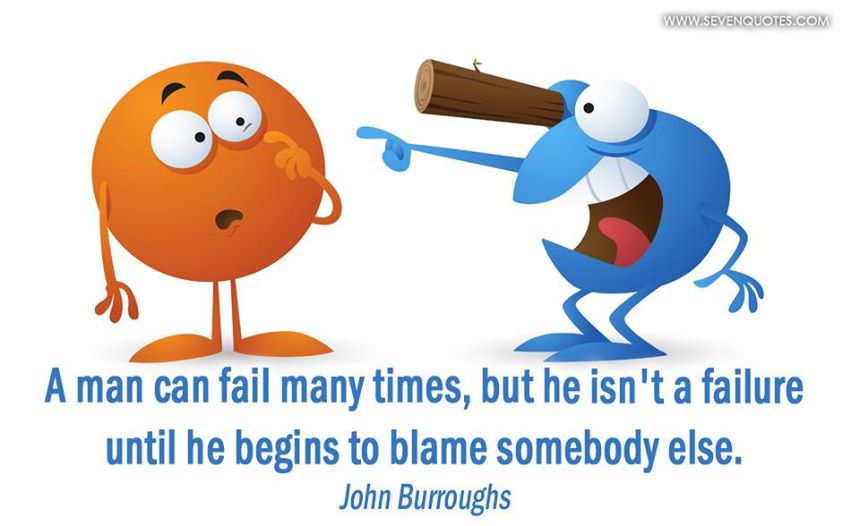 WWW.SEVENQUOTES.COM
A man can fail many times, but he isn't a failure
until he begins to blame somebody else.
John Burroughs